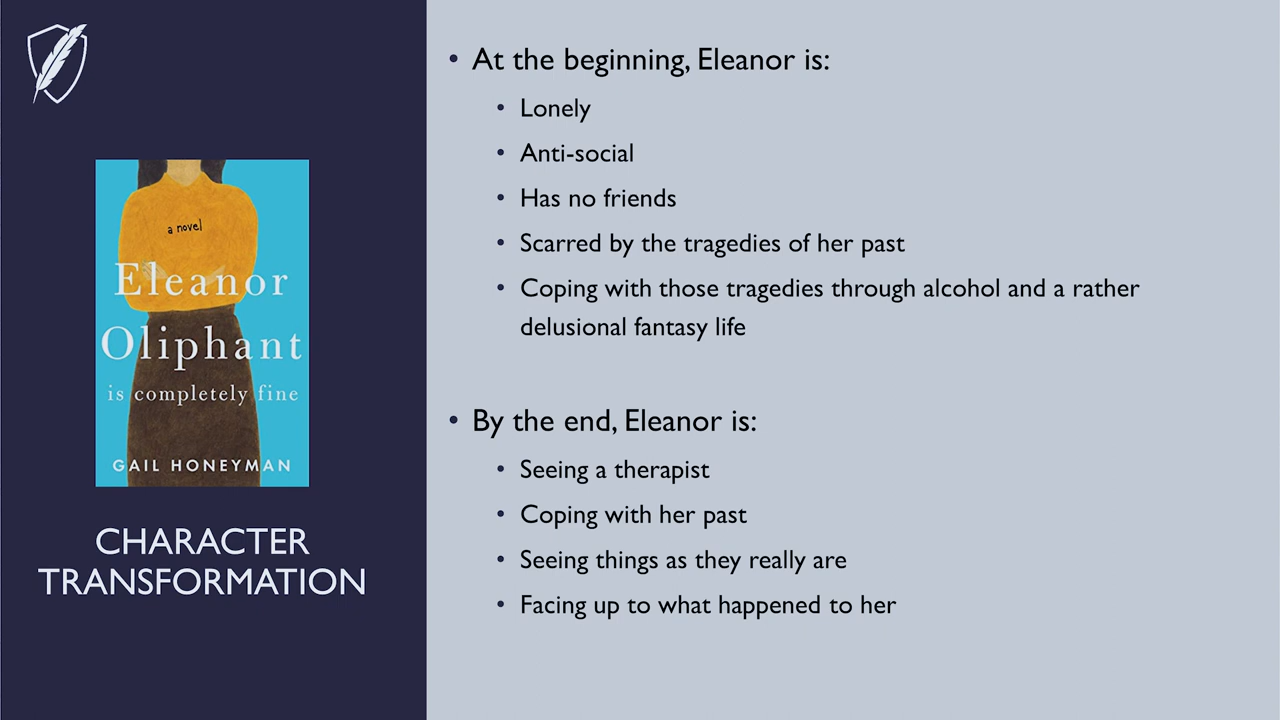 a novel
Eleanor
Oliphant
is completely fine
GAIL HONEYMAN
CHARACTER
TRANSFORMATION
• At the beginning, Eleanor is:
• Lonely
• Anti-social
• Has no friends
• Scarred by the tragedies of her past
• Coping with those tragedies through alcohol and a rather
delusional fantasy life
• By the end, Eleanor is:
• Seeing a therapist
• Coping with her past
• Seeing things as they really are
• Facing up to what happened to her